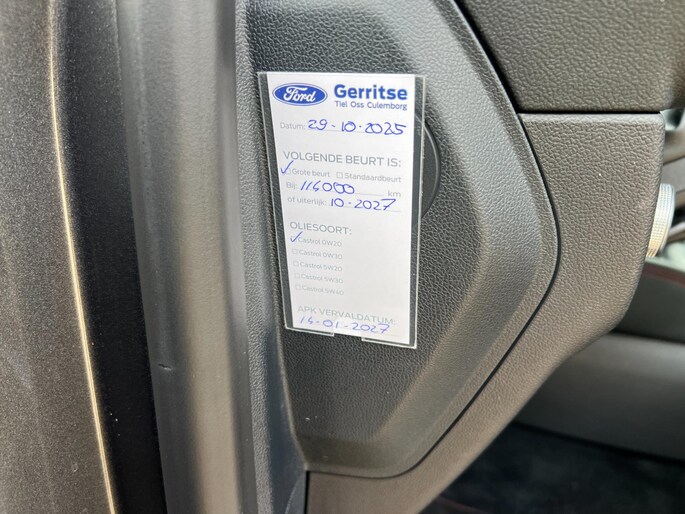 Ford Gerritse
Tiel Oss Culemborg
Datum: 29-10-2025
VOLGENDE BEURT IS:
Grote beurt Standaardbeurt
Bij: 114000 km
of uiterlijk: 10-2027
OLIESOORT:
Castrol 0W20
Castrol 0W30
Castrol 5W20
Castrol 5W30
Castrol 5W40
APK VERVALDATUM:
14-01-2027